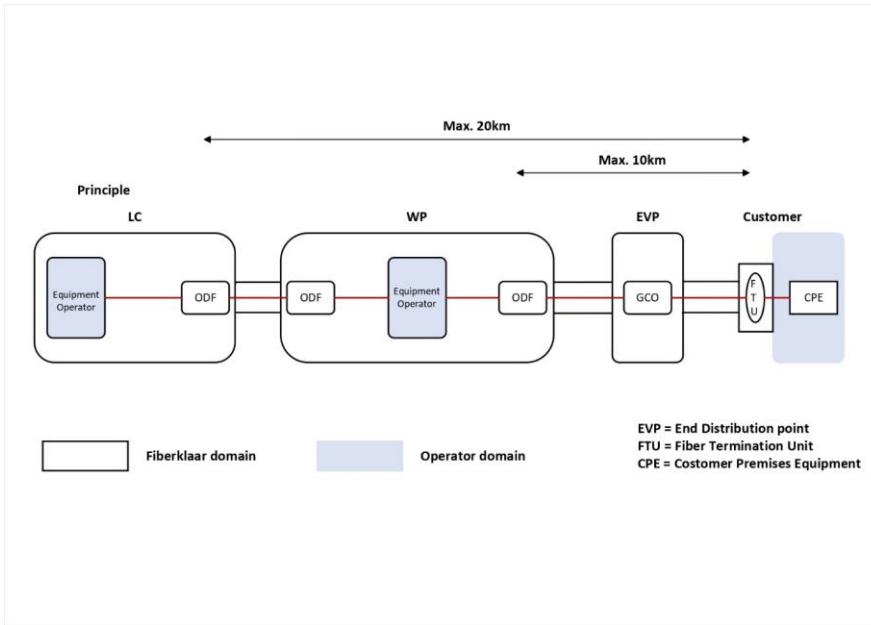 Max. 20km
Max. 10km
Principle
LC
WP
EVP
Customer
Equipment
Operator
ODF
ODF
Equipment
Operator
ODF
GCO
F
T
U
CPE
Fiberklaar domain
Operator domain
EVP = End Distribution point
FTU = Fiber Termination Unit
CPE = Costomer Premises Equipment